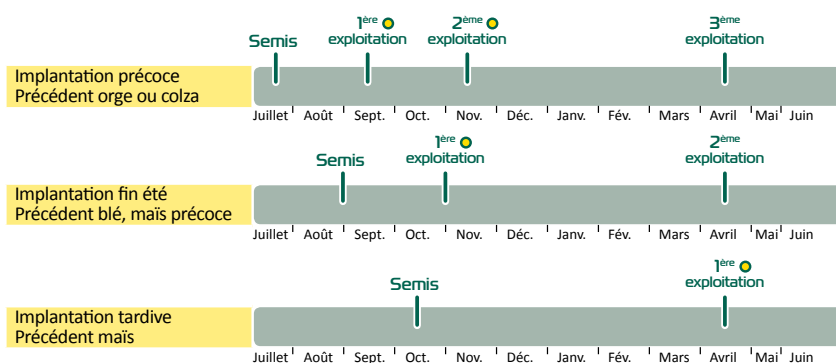 Semis
1ère exploitation
2ème exploitation
3ème exploitation
Implantation précoce
Précédent orge ou colza
Juillet Août Sept. Oct. Nov. Déc. Janv. Fév. Mars Avril Mai Juin
Semis
1ère exploitation
2ème exploitation
Implantation fin été
Précédent blé, maïs précoce
Juillet Août Sept. Oct. Nov. Déc. Janv. Fév. Mars Avril Mai Juin
Semis
1ère exploitation
Implantation tardive
Précédent maïs
Juillet Août Sept. Oct. Nov. Déc. Janv. Fév. Mars Avril Mai Juin